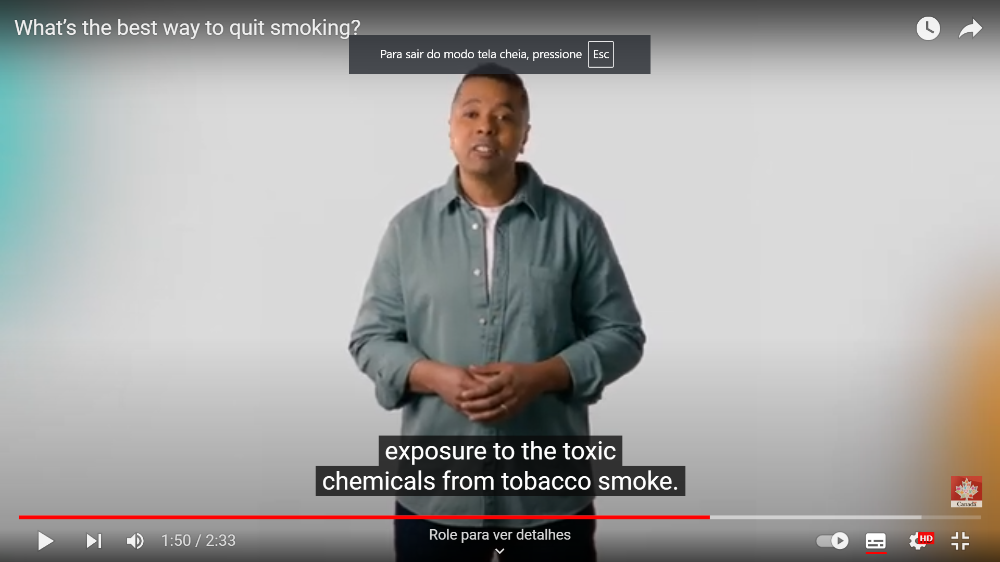 What’s the best way to quit smoking?
Para sair do modo tela cheia, pressione Esc
exposure to the toxic
chemicals from tobacco smoke.
Canada
1:50 / 2:33
Role para ver detalhes
HD